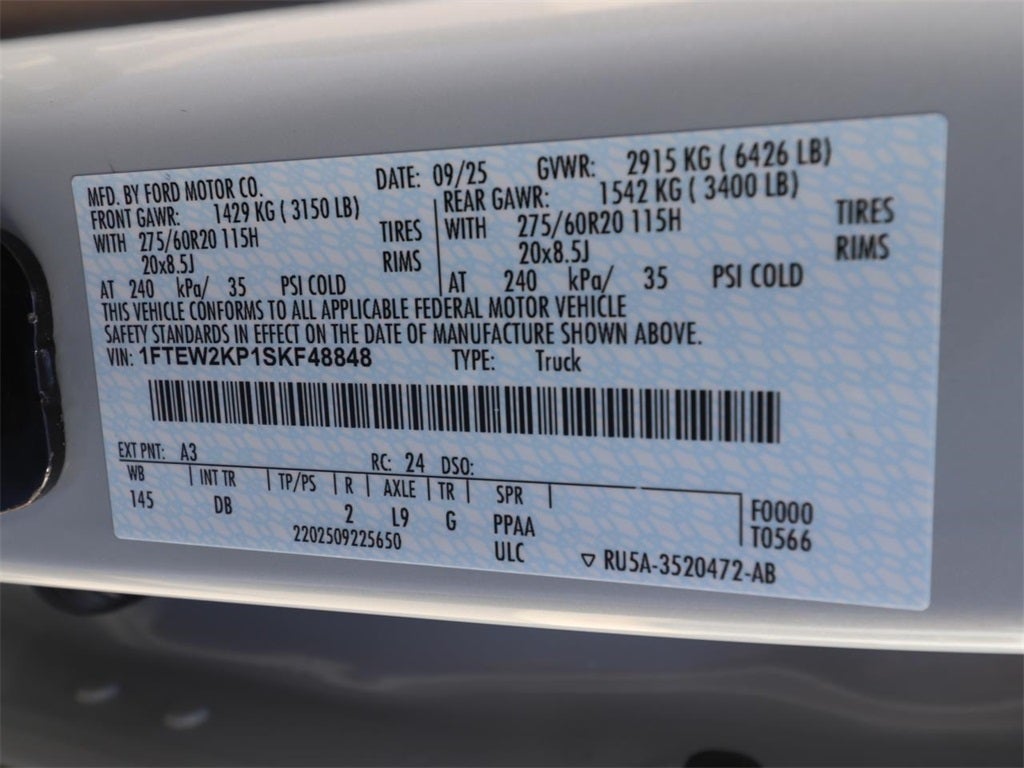 MFD. BY FORD MOTOR CO. DATE: 09/25 GVWR: 2915 KG ( 6426 LB)
FRONT GAWR: 1429 KG ( 3150 LB) REAR GAWR: 1542 KG ( 3400 LB)
WITH 275/60R20 115H TIRES WITH 275/60R20 115H TIRES
20x8.5J RIMS 20x8.5J RIMS
AT 240 kPa/ 35 PSI COLD AT 240 kPa/ 35 PSI COLD
THIS VEHICLE CONFORMS TO ALL APPLICABLE FEDERAL MOTOR VEHICLE
SAFETY STANDARDS IN EFFECT ON THE DATE OF MANUFACTURE SHOWN ABOVE.
VIN: 1FTEW2KP1SKF48848 TYPE: Truck
EXT PNT: A3 RC: 24 DSO:
WB INT TR TP/PS R AXLE TR SPR
145 DB 2 L9 G PPAA F0000
2202509225650 ULC T0566
RU5A-3520472-AB